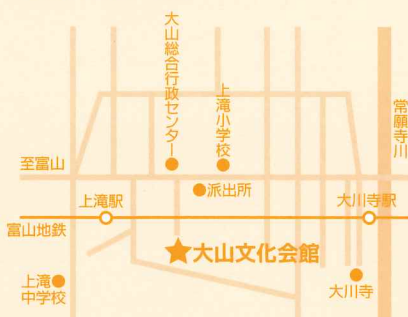 大山総合行政センター
上滝小学校
常願寺川
至富山
派出所
上滝駅
大川寺駅
富山地鉄
大山文化会館
上滝
中学校
大川寺